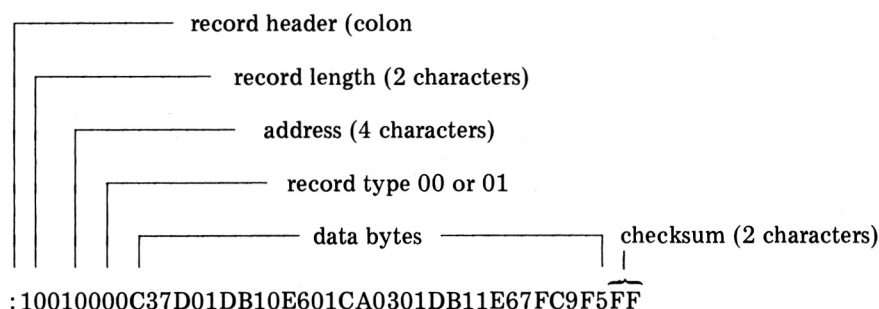 record header (colon
record length (2 characters)
address (4 characters)
record type 00 or 01
data bytes
checksum (2 characters)
:10010000C37D01DB10E601CA0301DB11E67FC9F5FF